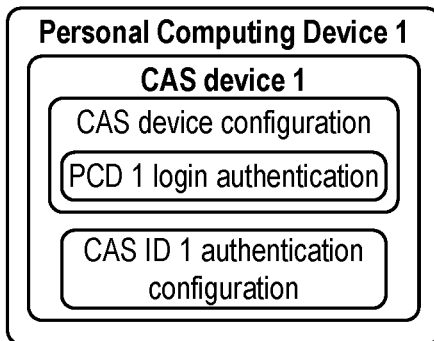 Personal Computing Device 1
CAS device 1
CAS device configuration
PCD 1 login authentication
CAS ID 1 authentication
configuration